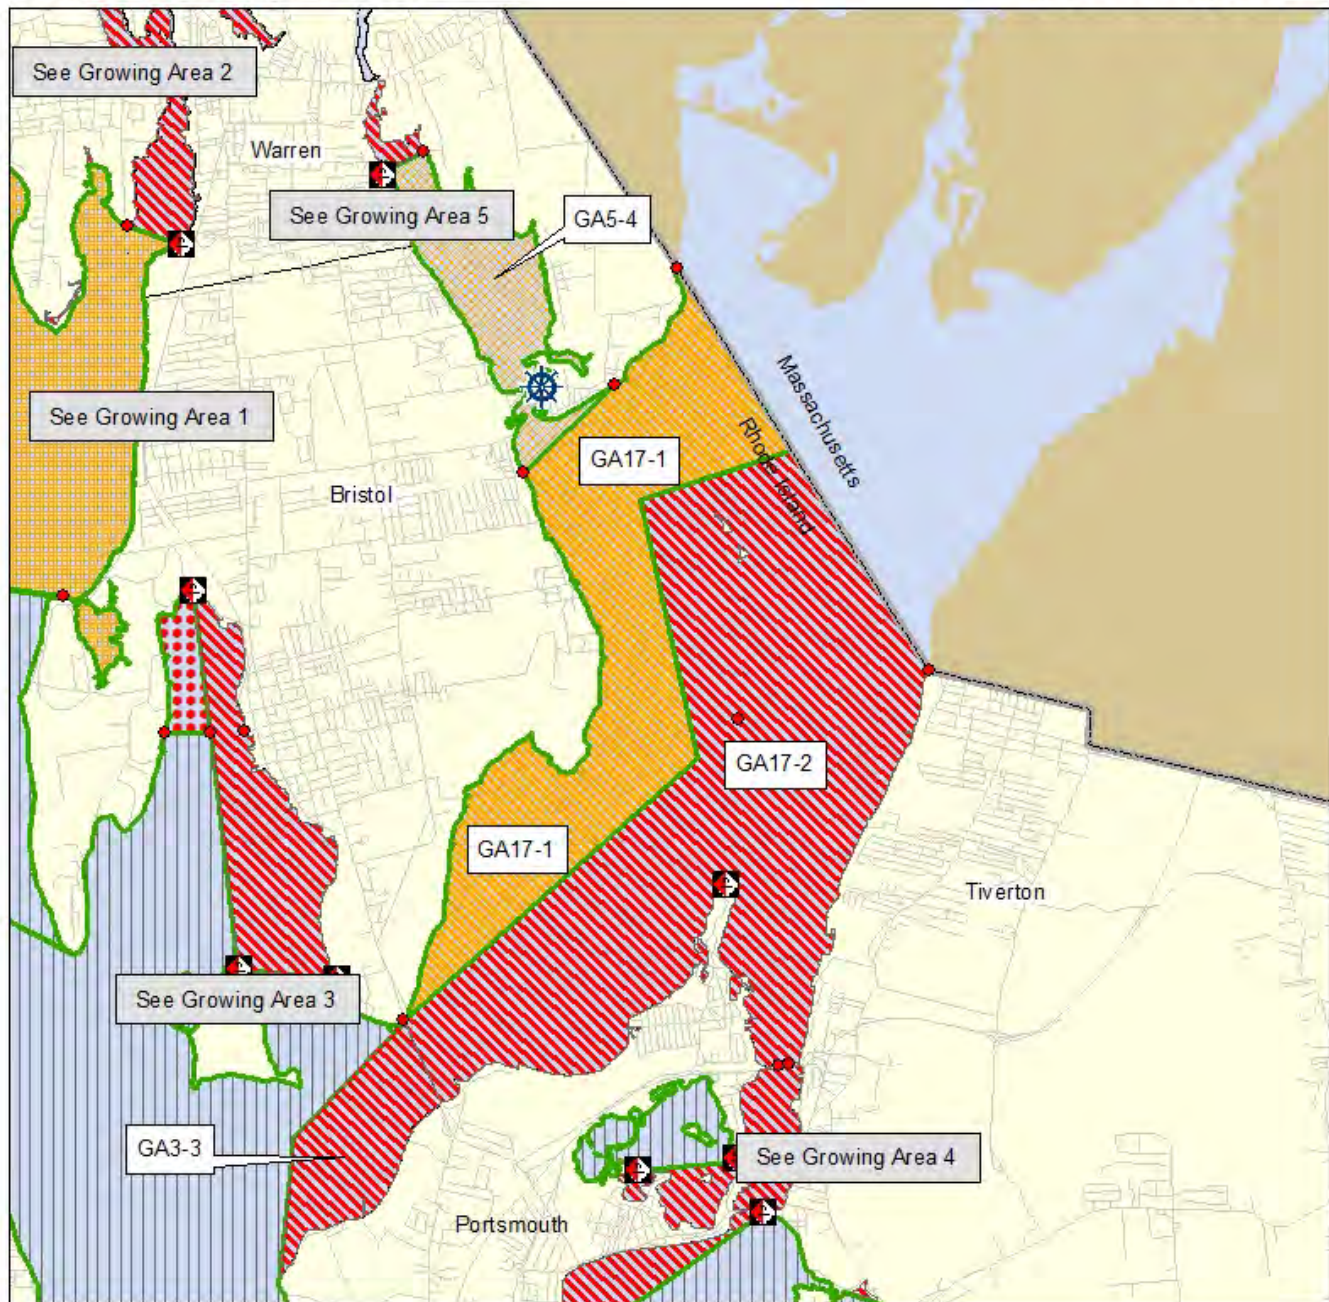 See Growing Area 2
Warren
See Growing Area 5
GA5-4
Massachusetts
Rhode Island
See Growing Area 1
GA17-1
Bristol
GA17-2
GA17-1
Tiverton
See Growing Area 3
GA3-3
See Growing Area 4
Portsmouth